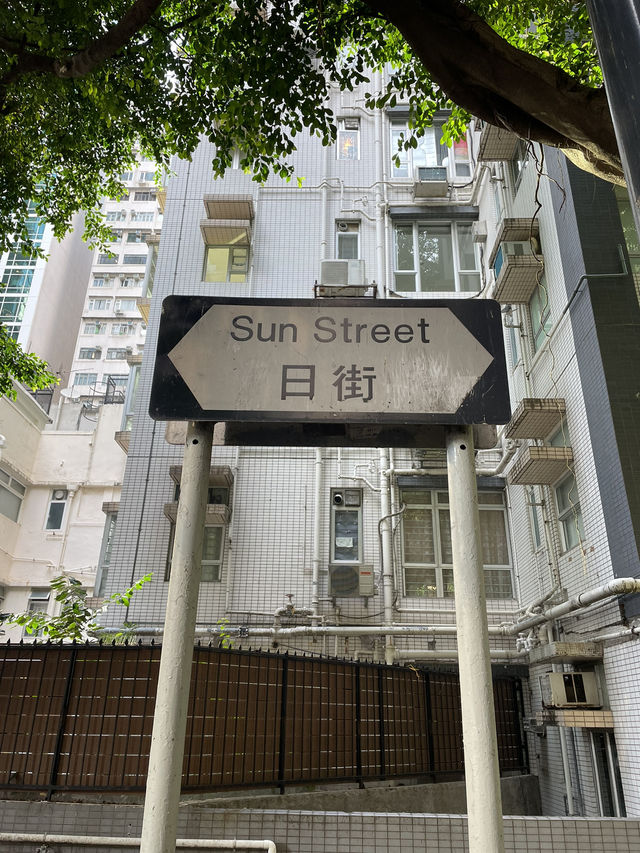 Sun Street
日街